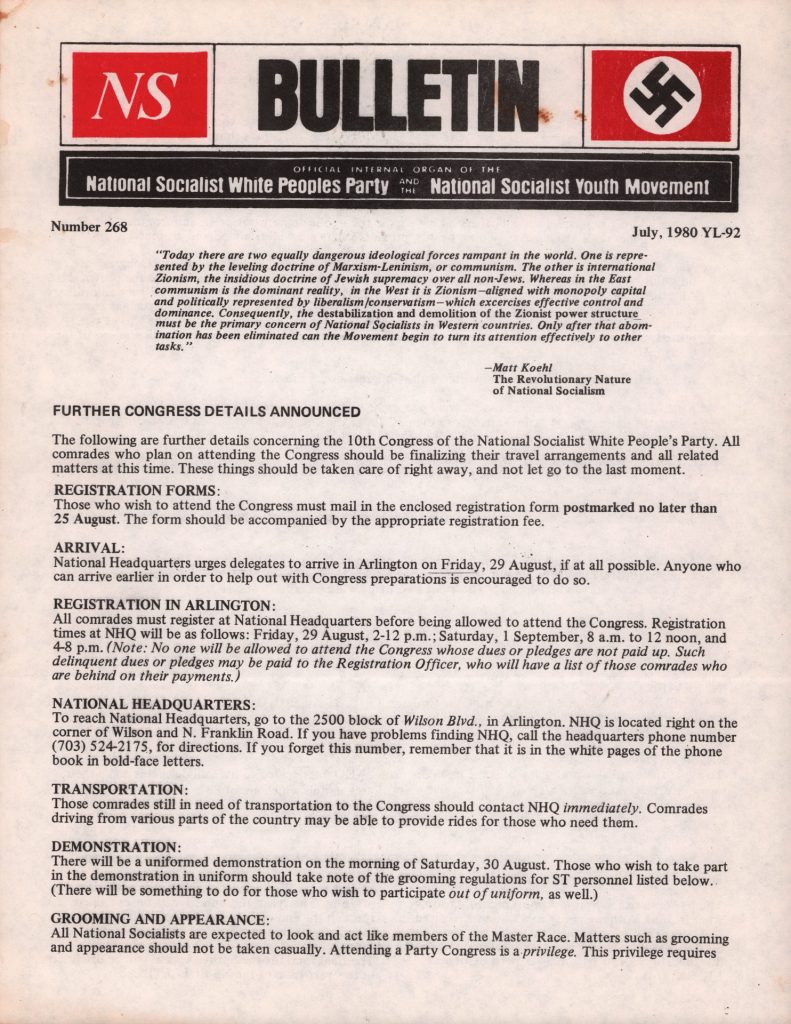 NS
BULLETIN
OFFICIAL INTERNAL ORGAN OF THE
National Socialist White Peoples Party AND THE National Socialist Youth Movement
Number 268
July, 1980 YL-92
"Today there are two equally dangerous ideological forces rampant in the world. One is repre-
sented by the leveling doctrine of Marxism-Leninism, or communism. The other is international
Zionism, the insidious doctrine of Jewish supremacy over all non-Jews. Whereas in the East
communism is the dominant reality, in the West it is Zionism—aligned with monopoly capital
and politically represented by liberalism/conservatism—which excercises effective control and
dominance. Consequently, the destabilization and demolition of the Zionist power structure
must be the primary concern of National Socialists in Western countries. Only after that abom-
ination has been eliminated can the Movement begin to turn its attention effectively to other
tasks."
—Matt Koehl
The Revolutionary Nature
of National Socialism
FURTHER CONGRESS DETAILS ANNOUNCED
The following are further details concerning the 10th Congress of the National Socialist White People's Party. All
comrades who plan on attending the Congress should be finalizing their travel arrangements and all related
matters at this time. These things should be taken care of right away, and not let go to the last moment.
REGISTRATION FORMS:
Those who wish to attend the Congress must mail in the enclosed registration form postmarked no later than
25 August. The form should be accompanied by the appropriate registration fee.
ARRIVAL:
National Headquarters urges delegates to arrive in Arlington on Friday, 29 August, if at all possible. Anyone who
can arrive earlier in order to help out with Congress preparations is encouraged to do so.
REGISTRATION IN ARLINGTON:
All comrades must register at National Headquarters before being allowed to attend the Congress. Registration
times at NHQ will be as follows: Friday, 29 August, 2-12 p.m.; Saturday, 1 September, 8 a.m. to 12 noon, and
4-8 p.m. (Note: No one will be allowed to attend the Congress whose dues or pledges are not paid up. Such
delinquent dues or pledges may be paid to the Registration Officer, who will have a list of those comrades who
are behind on their payments.)
NATIONAL HEADQUARTERS:
To reach National Headquarters, go to the 2500 block of Wilson Blvd., in Arlington. NHQ is located right on the
corner of Wilson and N. Franklin Road. If you have problems finding NHQ, call the headquarters phone number
(703) 524-2175, for directions. If you forget this number, remember that it is in the white pages of the phone
book in bold-face letters.
TRANSPORTATION:
Those comrades still in need of transportation to the Congress should contact NHQ immediately. Comrades
driving from various parts of the country may be able to provide rides for those who need them.
DEMONSTRATION:
There will be a uniformed demonstration on the morning of Saturday, 30 August. Those who wish to take part
in the demonstration in uniform should take note of the grooming regulations for ST personnel listed below.
(There will be something to do for those who wish to participate out of uniform, as well.)
GROOMING AND APPEARANCE:
All National Socialists are expected to look and act like members of the Master Race. Matters such as grooming
and appearance should not be taken casually. Attending a Party Congress is a privilege. This privilege requires